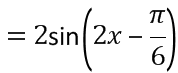 = 2sin(2x − π/6)